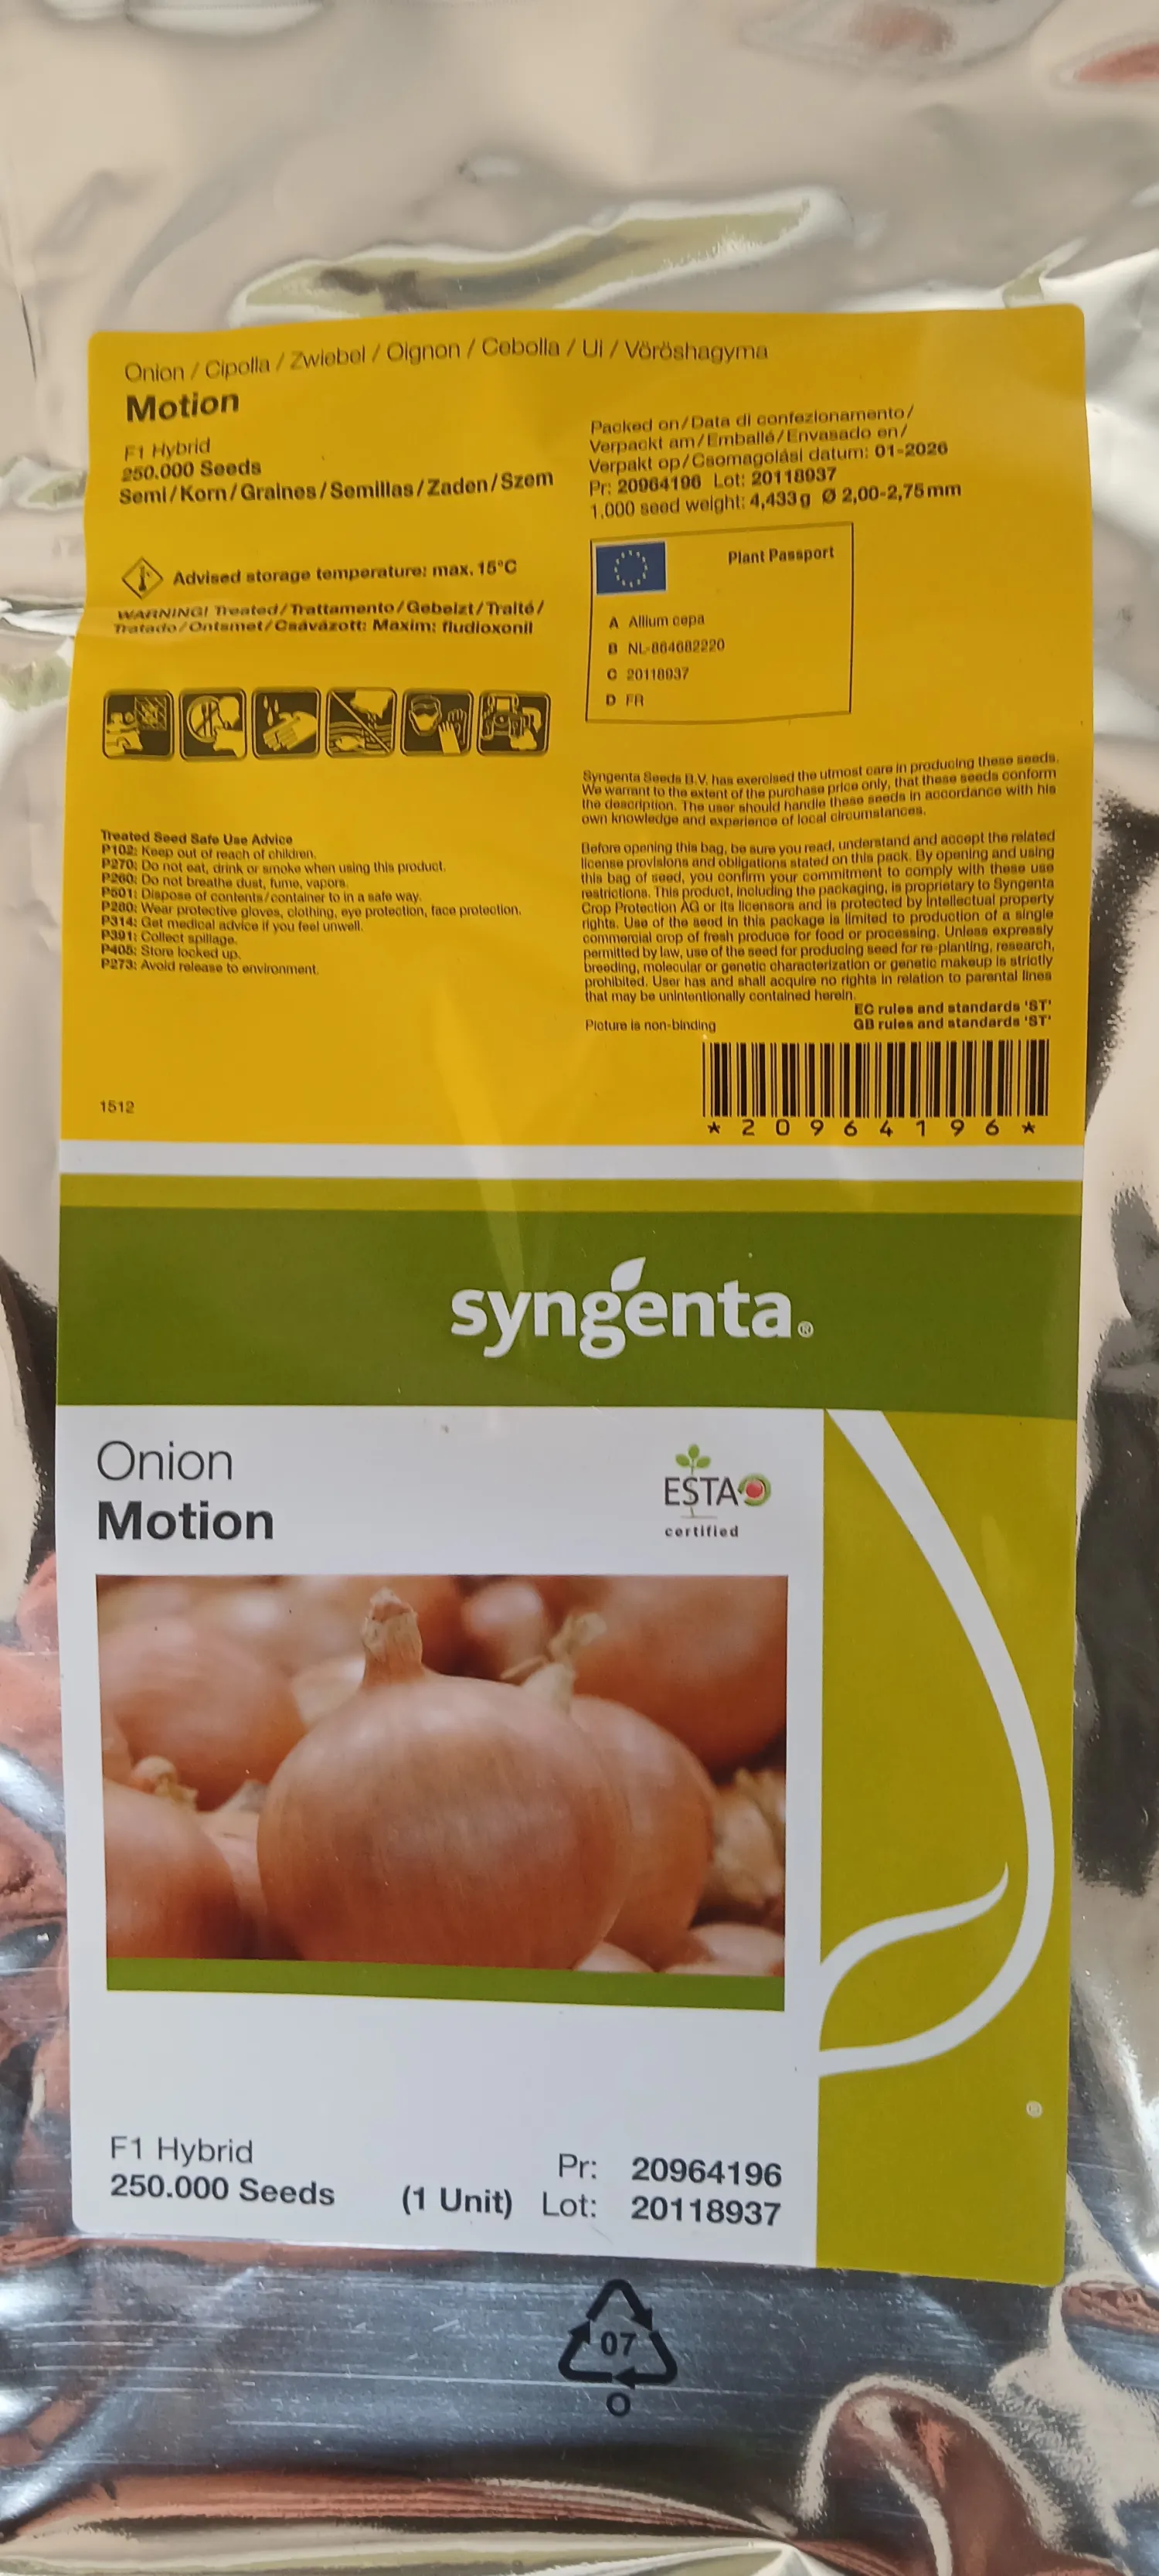 Onion / Cipolla / Zwiebel / Oignon / Cebolla / Ui / Vöröshagyma
Motion
F1 Hybrid
250.000 Seeds
Semi/Korn/Graines/Semillas/Zaden/Szem
Packed on/Data di confezionamento/
Verpackt am/Emballé/Envasado en/
Verpakt op/Csomagolási datum: 01-2026
Pr: 20964196 Lot: 20118937
1.000 seed weight: 4,433g Ø 2,00-2,75mm
Advised storage temperature: max. 15°C
WARNING! Treated/Trattamento/Gebeizt/Traité/
Tratado/Ontsmet/Csávázott: Maxim: fludioxonil
Plant Passport
A Allium cepa
B NL-864682220
C 20118937
D FR
Treated Seed Safe Use Advice
P102: Keep out of reach of children.
P270: Do not eat, drink or smoke when using this product.
P260: Do not breathe dust, fume, vapors.
P501: Dispose of contents/container to in a safe way.
P280: Wear protective gloves, clothing, eye protection, face protection.
P314: Get medical advice if you feel unwell.
P391: Collect spillage.
P405: Store locked up.
P273: Avoid release to environment.
1512
Syngenta Seeds B.V. has exercised the utmost care in producing these seeds.
We warrant to the extent of the purchase price only, that these seeds conform
the description. The user should handle these seeds in accordance with his
own knowledge and experience of local circumstances.
Before opening this bag, be sure you read, understand and accept the related
license provisions and obligations stated on this pack. By opening and using
this bag of seed, you confirm your commitment to comply with these use
restrictions. This product, including the packaging, is proprietary to Syngenta
Crop Protection AG or its licensors and is protected by intellectual property
rights. Use of the seed in this package is limited to production of a single
commercial crop of fresh produce for food or processing. Unless expressly
permitted by law, use of the seed for producing seed for re-planting, research,
breeding, molecular or genetic characterization or genetic makeup is strictly
prohibited. User has and shall acquire no rights in relation to parental lines
that may be unintentionally contained herein.
EC rules and standards 'ST'
Picture is non-binding
GB rules and standards 'ST'
*20964196*
syngenta®
Onion
Motion
ESTA
certified
F1 Hybrid
250.000 Seeds (1 Unit)
Pr: 20964196
Lot: 20118937
®
07
O